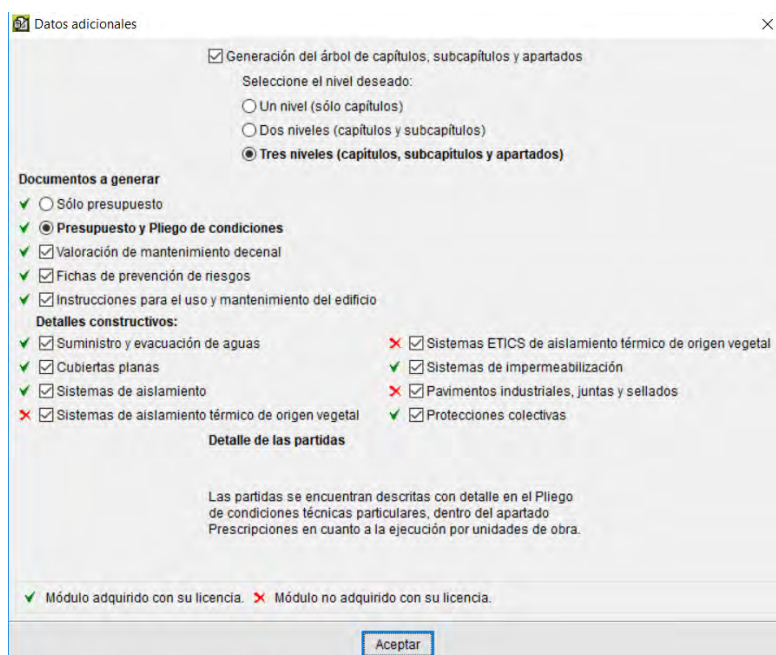 Datos adicionales
Generación del árbol de capítulos, subcapítulos y apartados
Seleccione el nivel deseado:
Un nivel (sólo capítulos)
Dos niveles (capítulos y subcapítulos)
Tres niveles (capítulos, subcapítulos y apartados)
Documentos a generar
Sólo presupuesto
Presupuesto y Pliego de condiciones
Valoración de mantenimiento decenal
Fichas de prevención de riesgos
Instrucciones para el uso y mantenimiento del edificio
Detalles constructivos:
Suministro y evacuación de aguas
Cubiertas planas
Sistemas de aislamiento
Sistemas de aislamiento térmico de origen vegetal
Sistemas ETICS de aislamiento térmico de origen vegetal
Sistemas de impermeabilización
Pavimentos industriales, juntas y sellados
Protecciones colectivas
Detalle de las partidas
Las partidas se encuentran descritas con detalle en el Pliego
de condiciones técnicas particulares, dentro del apartado
Prescripciones en cuanto a la ejecución por unidades de obra.
Módulo adquirido con su licencia. Módulo no adquirido con su licencia.
Aceptar